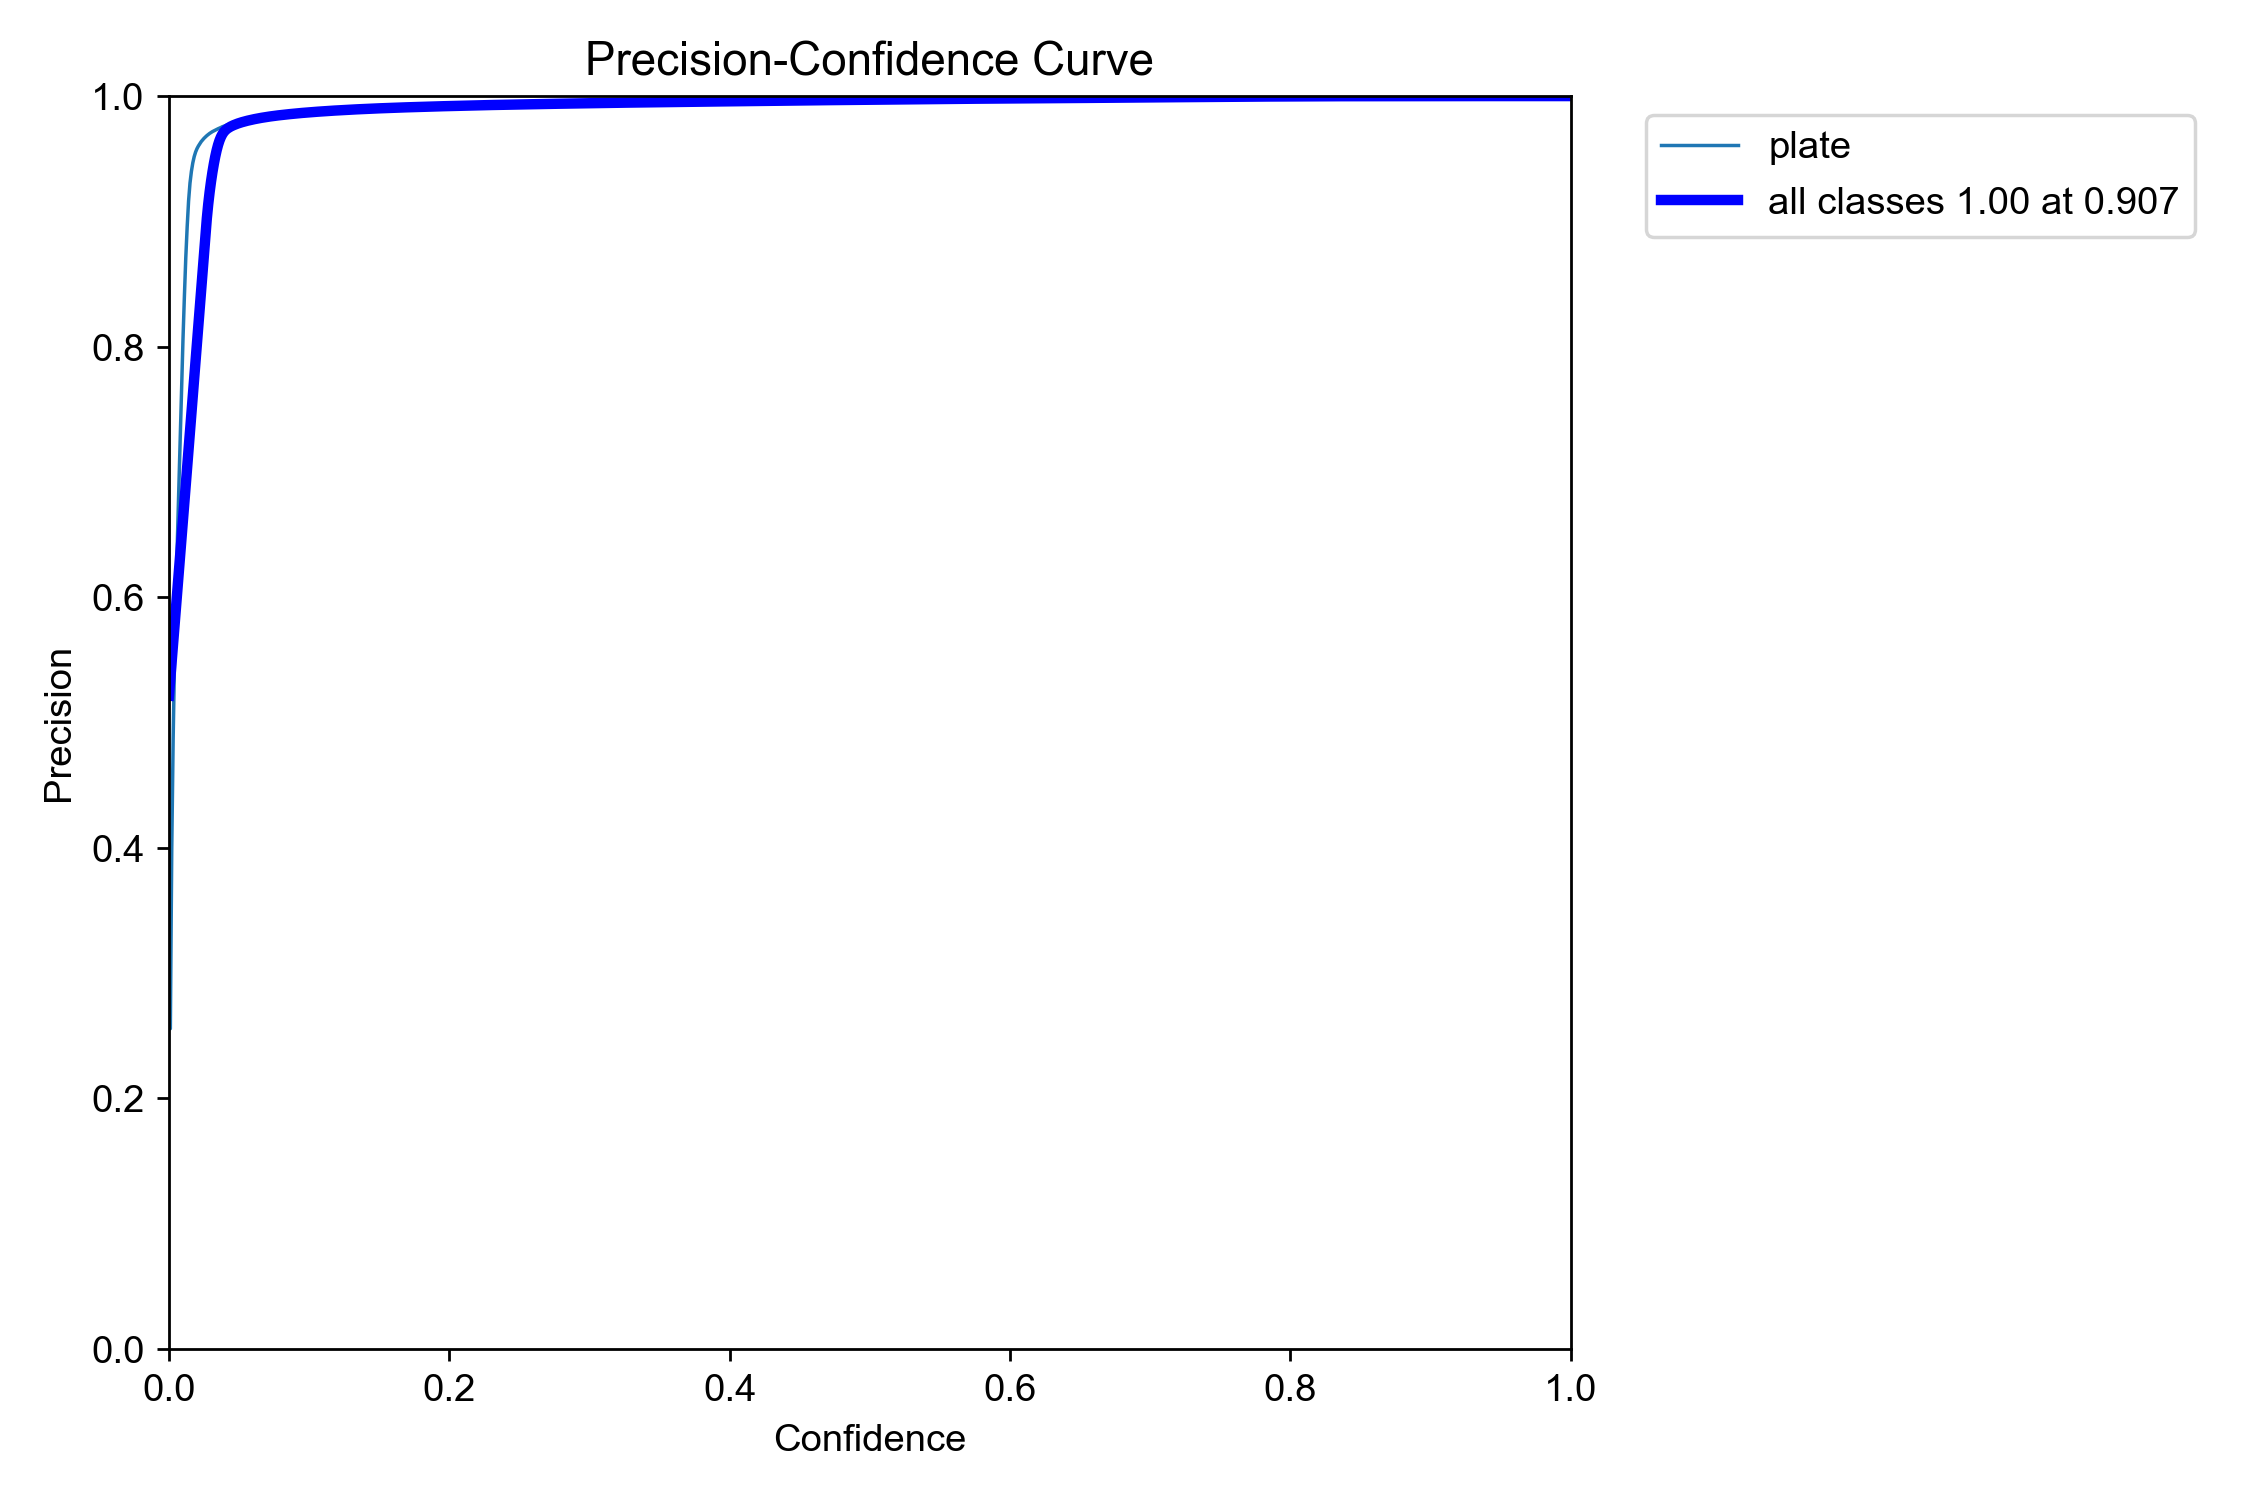 Precision-Confidence Curve
1.0
0.8
0.6
0.4
0.2
0.0
Precision
0.0 0.2 0.4 0.6 0.8 1.0
Confidence
plate
all classes 1.00 at 0.907